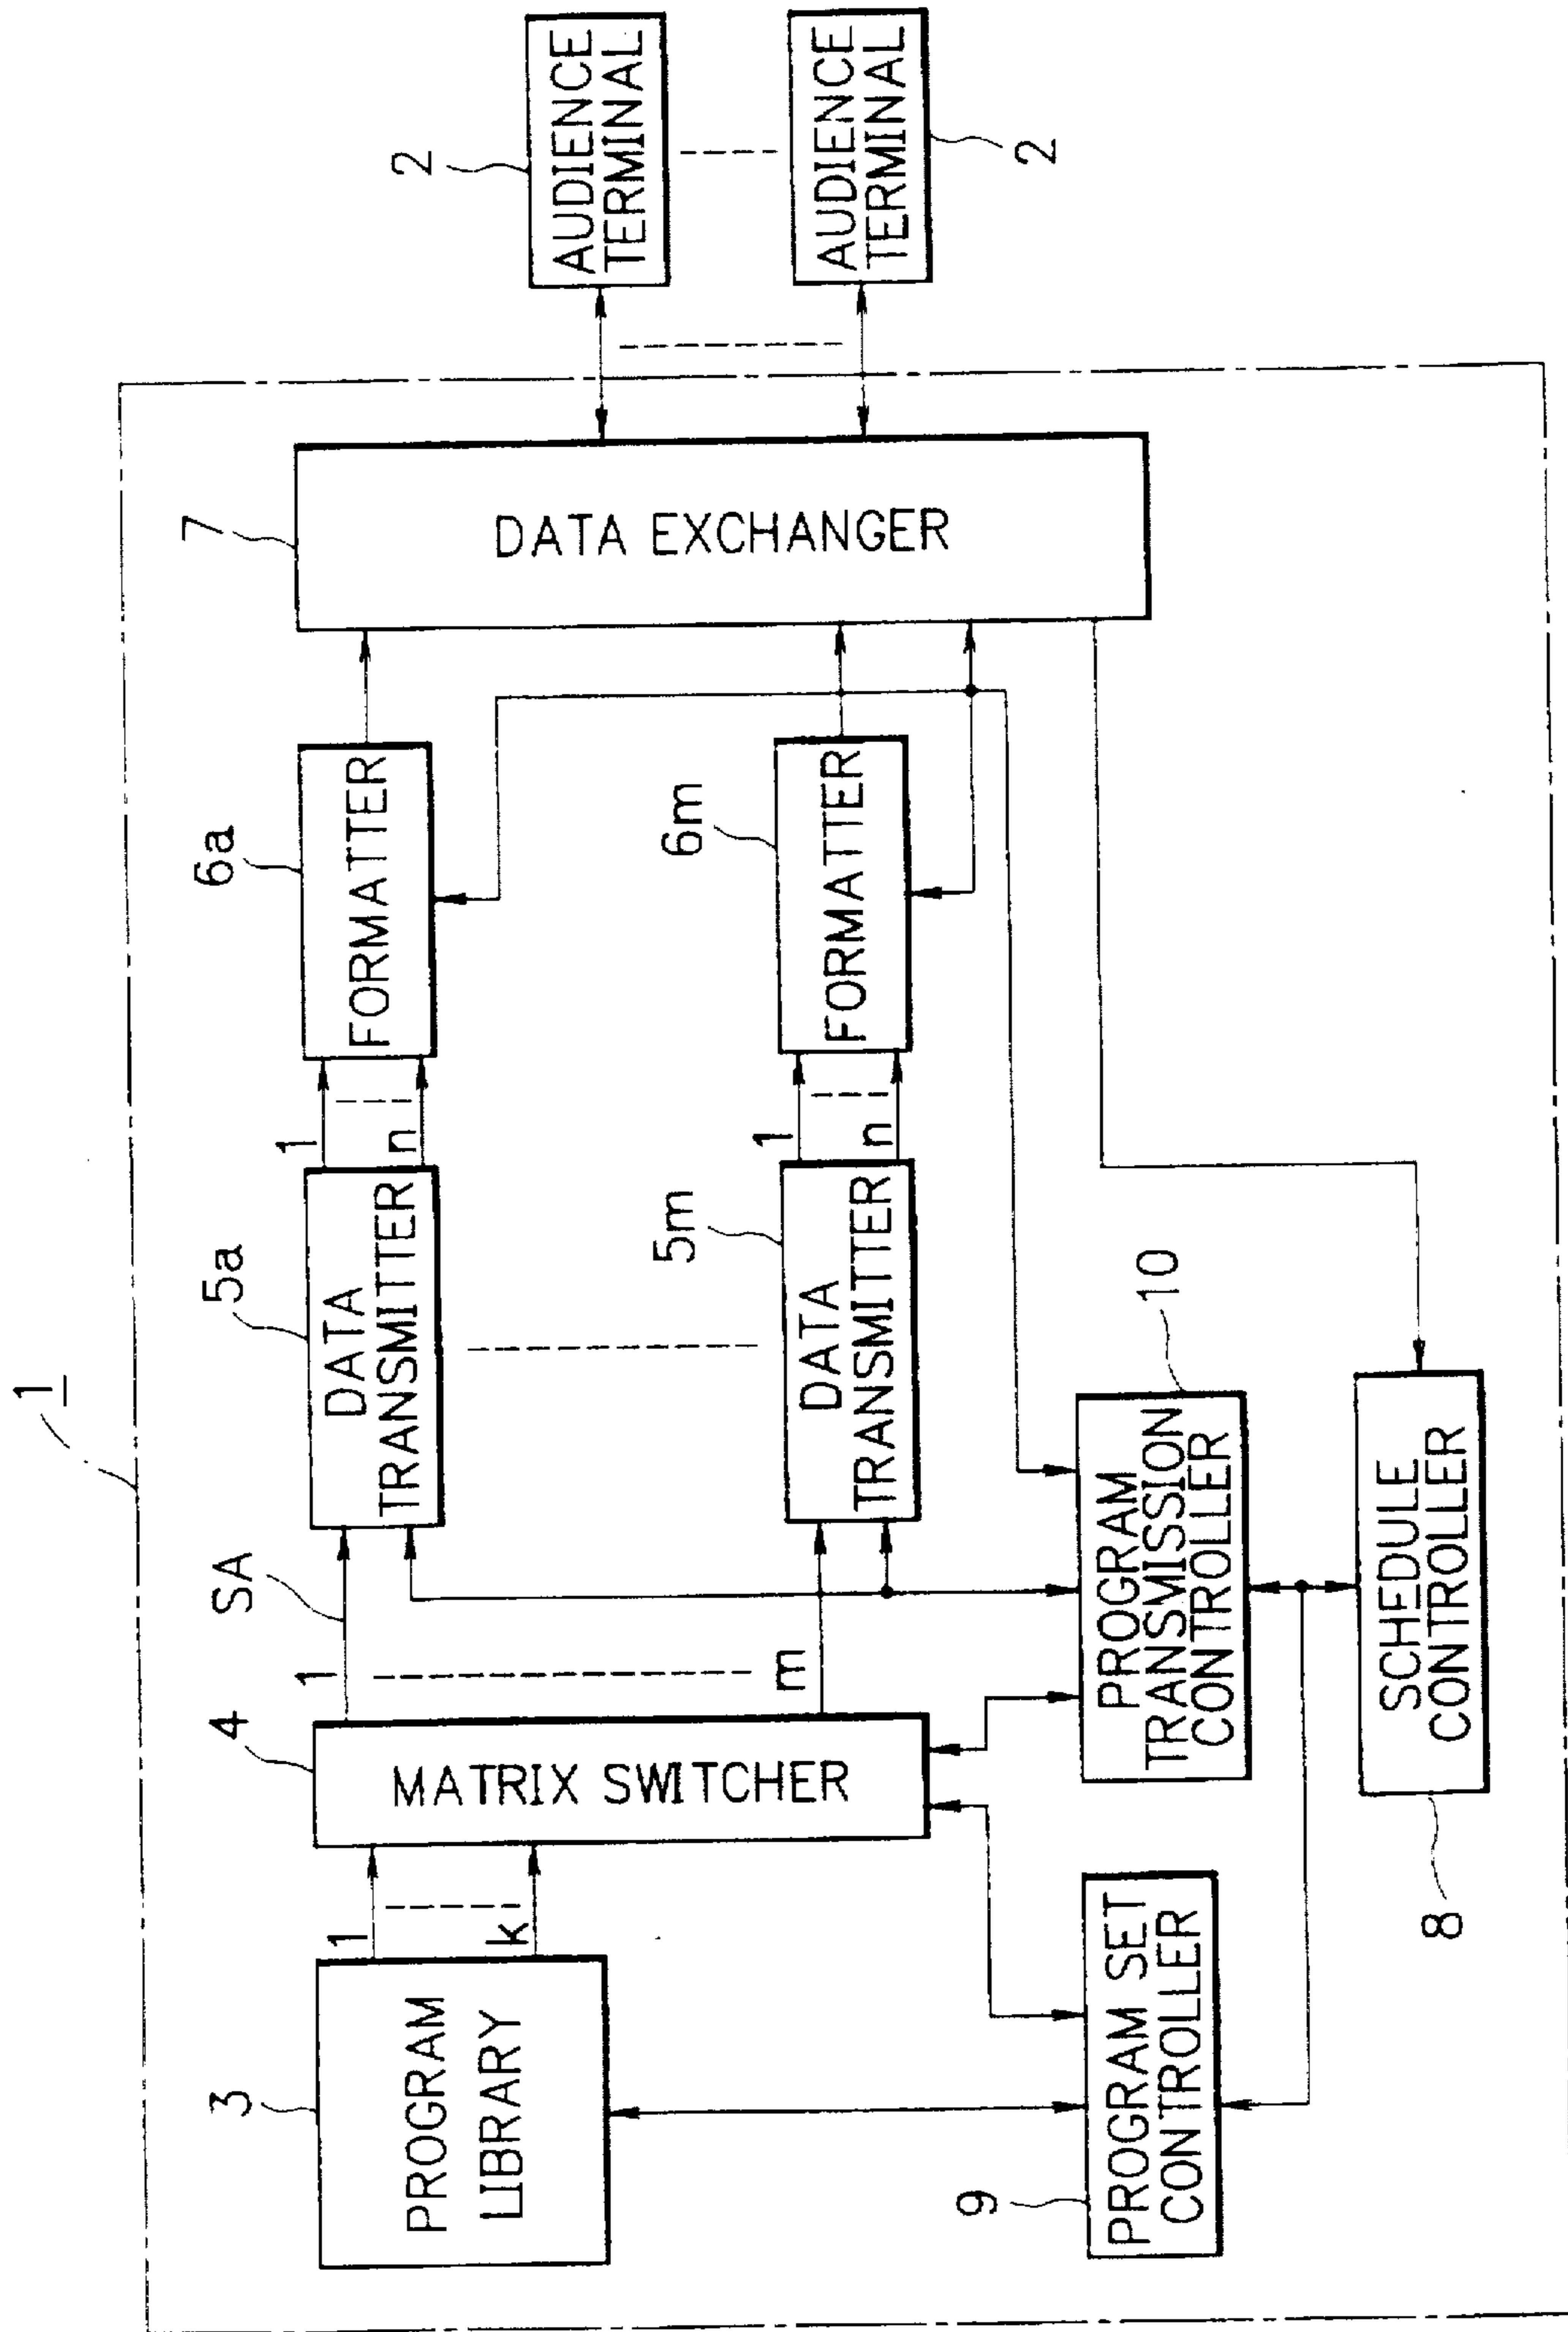 1
3
PROGRAM
LIBRARY
1
k
4
MATRIX SWITCHER
1
m
SA
5a
DATA
TRANSMITTER
1
n
6a
FORMATTER
5m
DATA
TRANSMITTER
1
n
6m
FORMATTER
7
DATA EXCHANGER
2
AUDIENCE
TERMINAL
AUDIENCE
TERMINAL
2
9
PROGRAM SET
CONTROLLER
10
PROGRAM
TRANSMISSION
CONTROLLER
SCHEDULE
CONTROLLER
8